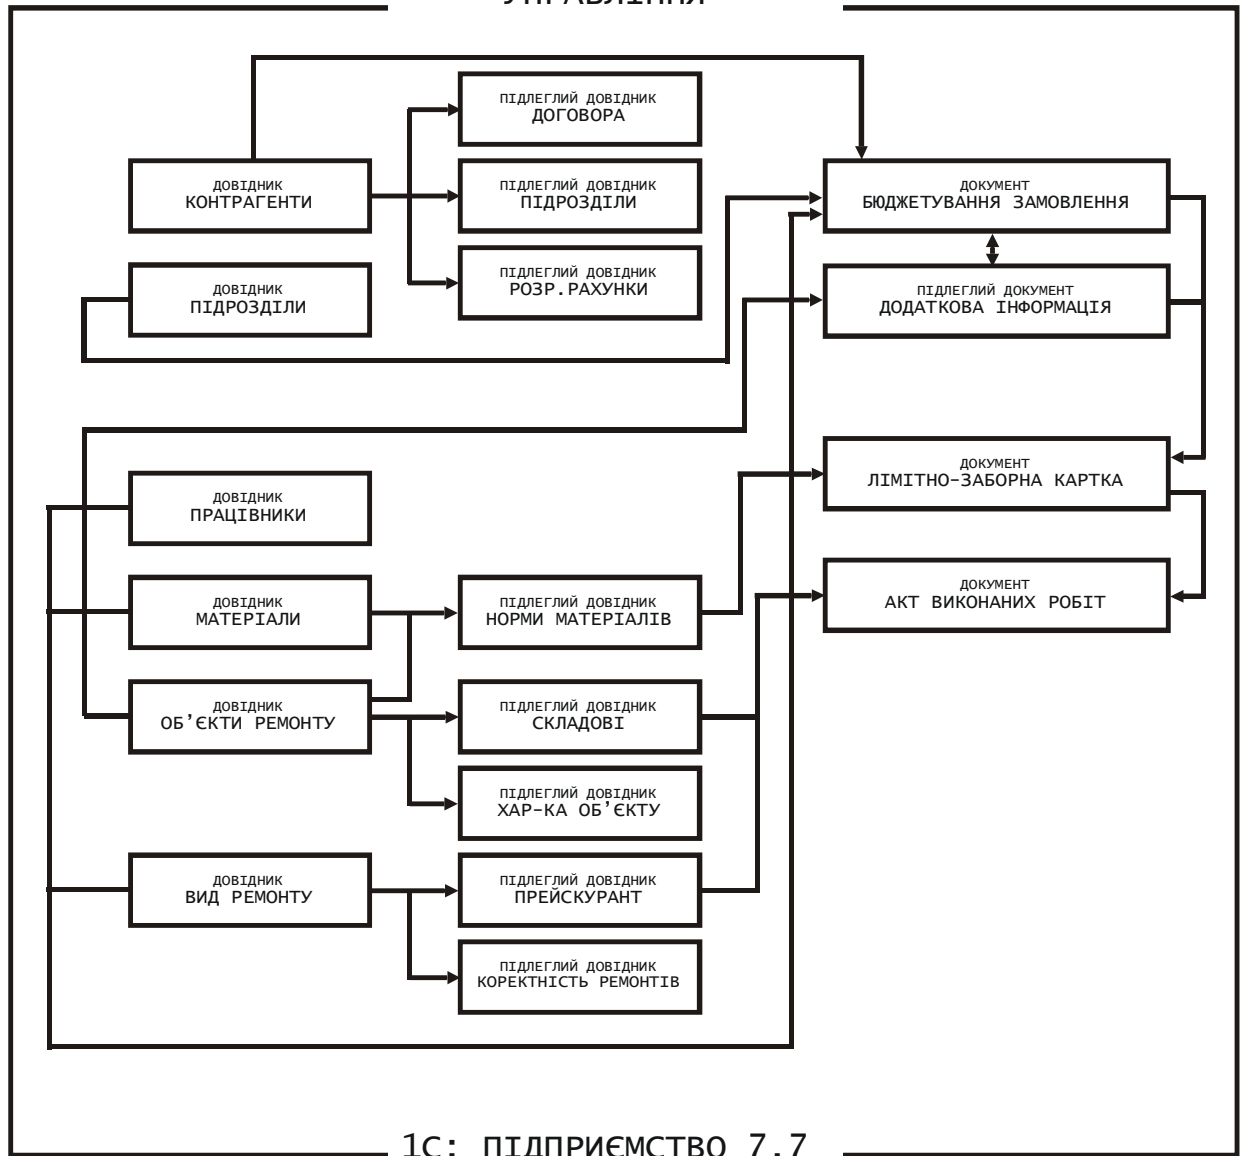 УПРАВЛІННЯ
ПІДЛЕГЛИЙ ДОВІДНИК
ДОГОВОРА
ДОВІДНИК
КОНТРАГЕНТИ
ПІДЛЕГЛИЙ ДОВІДНИК
ПІДРОЗДІЛИ
ДОКУМЕНТ
БЮДЖЕТУВАННЯ ЗАМОВЛЕННЯ
ДОВІДНИК
ПІДРОЗДІЛИ
ПІДЛЕГЛИЙ ДОВІДНИК
РОЗР.РАХУНКИ
ПІДЛЕГЛИЙ ДОКУМЕНТ
ДОДАТКОВА ІНФОРМАЦІЯ
ДОКУМЕНТ
ЛІМІТНО-ЗАБОРНА КАРТКА
ДОВІДНИК
ПРАЦІВНИКИ
ДОВІДНИК
МАТЕРІАЛИ
ПІДЛЕГЛИЙ ДОВІДНИК
НОРМИ МАТЕРІАЛІВ
ДОКУМЕНТ
АКТ ВИКОНАНИХ РОБІТ
ДОВІДНИК
ОБ’ЄКТИ РЕМОНТУ
ПІДЛЕГЛИЙ ДОВІДНИК
СКЛАДОВІ
ПІДЛЕГЛИЙ ДОВІДНИК
ХАР-КА ОБ’ЄКТУ
ДОВІДНИК
ВИД РЕМОНТУ
ПІДЛЕГЛИЙ ДОВІДНИК
ПРЕЙСКУРАНТ
ПІДЛЕГЛИЙ ДОВІДНИК
КОРЕКТНІСТЬ РЕМОНТІВ
1С: ПІДПРИЄМСТВО 7.7